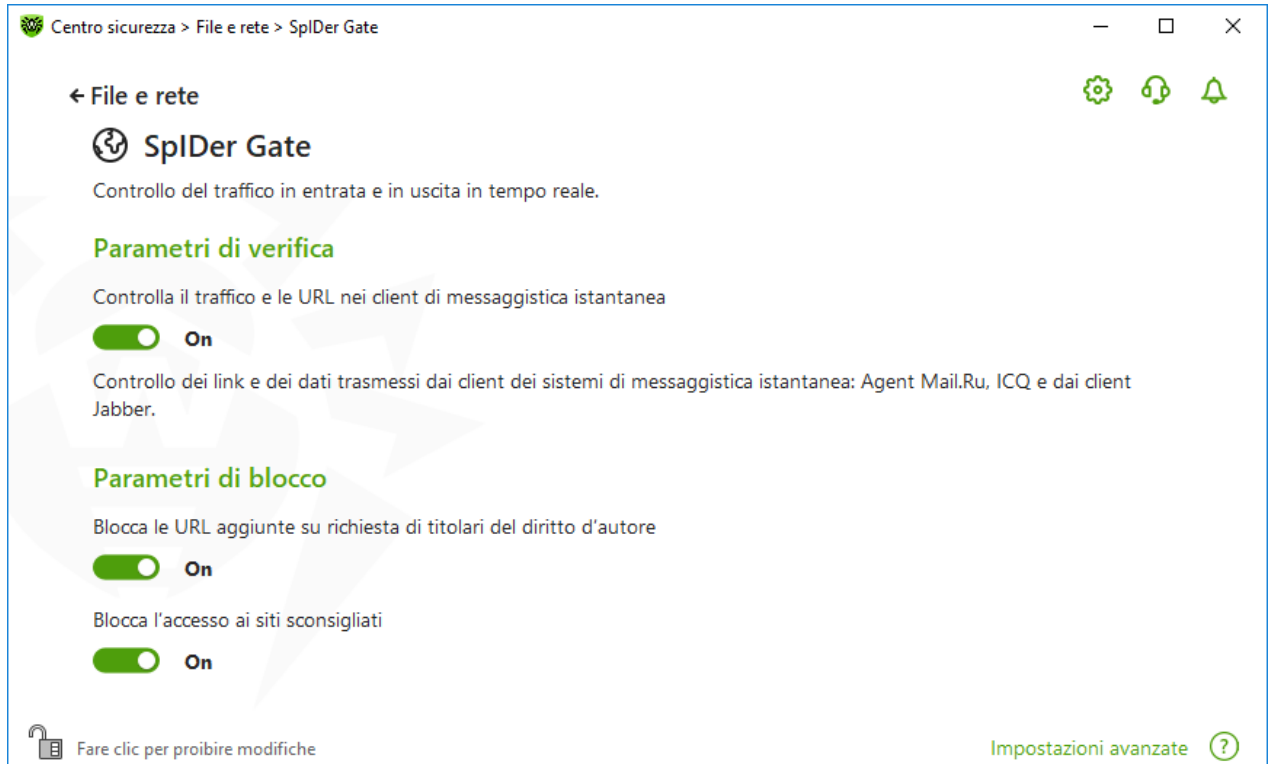 Centro sicurezza > File e rete > SpIDer Gate
File e rete
SpIDer Gate
Controllo del traffico in entrata e in uscita in tempo reale.
Parametri di verifica
Controlla il traffico e le URL nei client di messaggistica istantanea
On
Controllo dei link e dei dati trasmessi dai client dei sistemi di messaggistica istantanea: Agent Mail.Ru, ICQ e dai client
Jabber.
Parametri di blocco
Blocca le URL aggiunte su richiesta di titolari del diritto d'autore
On
Blocca l'accesso ai siti sconsigliati
On
Fare clic per proibire modifiche
Impostazioni avanzate ?